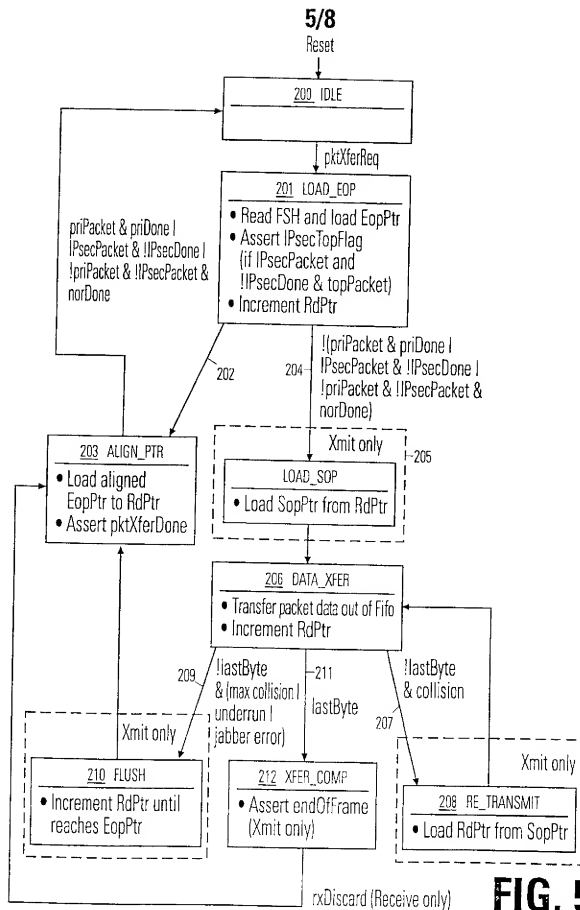 5/8
Reset
200 IDLE
pktXferReq
201 LOAD_EOP
• Read FSH and load EopPtr
• Assert IPsecTopFlag
(if IPsecPacket and
!IPsecDone & topPacket)
• Increment RdPtr
priPacket & priDone |
IPsecPacket & !IPsecDone |
!priPacket & !IPsecPacket &
norDone
202
204
!(priPacket & priDone |
IPsecPacket & !IPsecDone |
!priPacket & !IPsecPacket &
norDone)
203 ALIGN_PTR
• Load aligned
EopPtr to RdPtr
• Assert pktXferDone
Xmit only
205
LOAD_SOP
• Load SopPtr from RdPtr
206 DATA_XFER
• Transfer packet data out of Fifo
• Increment RdPtr
209
!lastByte
& (max collision |
underrun |
jabber error)
211
lastByte
!lastByte
& collision
207
Xmit only
210 FLUSH
• Increment RdPtr until
reaches EopPtr
212 XFER_COMP
• Assert endOfFrame
(Xmit only)
Xmit only
208 RE_TRANSMIT
• Load RdPtr from SopPtr
rxDiscard (Receive only)
FIG. 5